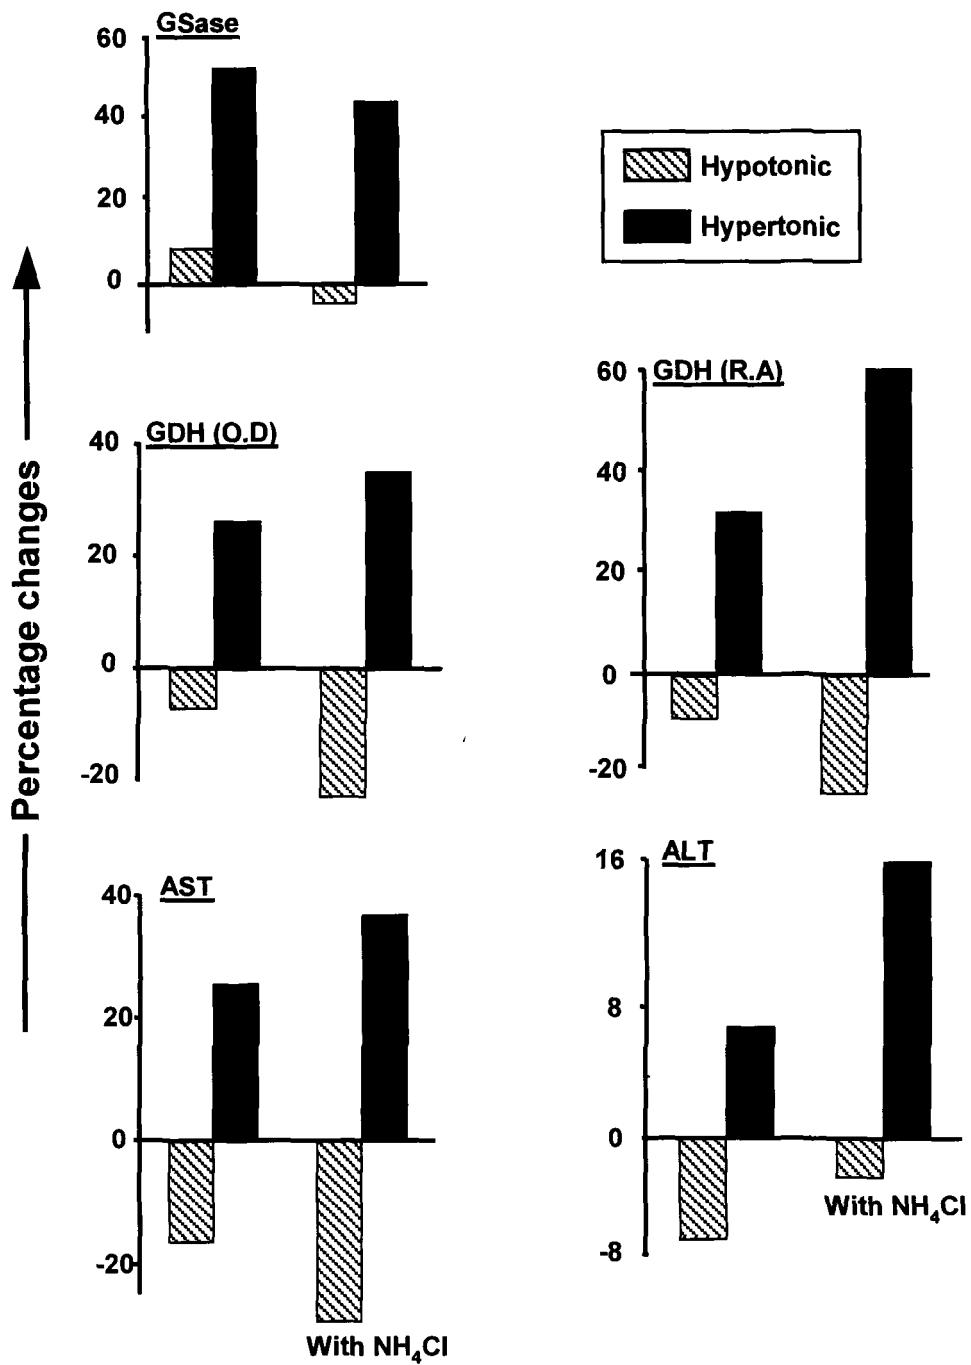 GSase
60
40
20
0
Hypotonic
Hypertonic
Percentage changes
GDH (O.D)
40
20
0
-20
GDH (R.A)
60
40
20
0
-20
AST
40
20
0
-20
With NH₄Cl
ALT
16
8
0
-8
With NH₄Cl